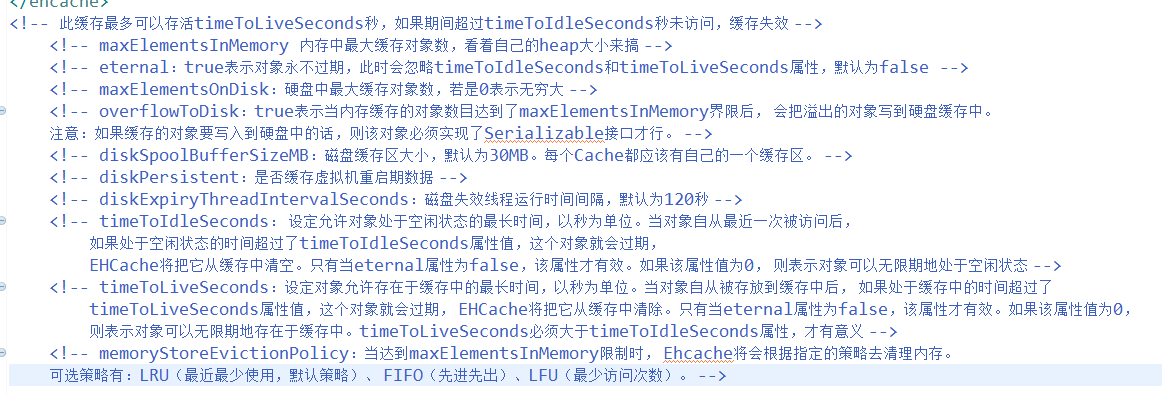 </encache>
<!-- 此缓存最多可以存活timeToLiveSeconds秒，如果期间超过timeToIdleSeconds秒未访问，缓存失效 -->
<!-- maxElementsInMemory 内存中最大缓存对象数，看着自己的heap大小来搞 -->
<!-- eternal：true表示对象永不过期，此时会忽略timeToIdleSeconds和timeToLiveSeconds属性，默认为false -->
<!-- maxElementsOnDisk：硬盘中最大缓存对象数，若是0表示无穷大 -->
<!-- overflowToDisk：true表示当内存缓存的对象数目达到了maxElementsInMemory界限后， 会把溢出的对象写到硬盘缓存中。
注意：如果缓存的对象要写入到硬盘中的话，则该对象必须实现了Serializable接口才行。 -->
<!-- diskSpoolBufferSizeMB：磁盘缓存区大小，默认为30MB。每个Cache都应该有自己的一个缓存区。 -->
<!-- diskPersistent：是否缓存虚拟机重启期数据 -->
<!-- diskExpiryThreadIntervalSeconds：磁盘失效线程运行时间间隔，默认为120秒 -->
<!-- timeToIdleSeconds： 设定允许对象处于空闲状态的最长时间，以秒为单位。当对象自从最近一次被访问后，
如果处于空闲状态的时间超过了timeToIdleSeconds属性值，这个对象就会过期，
EHCache将把它从缓存中清空。只有当eternal属性为false，该属性才有效。如果该属性值为0， 则表示对象可以无限期地处于空闲状态 -->
<!-- timeToLiveSeconds：设定对象允许存在于缓存中的最长时间，以秒为单位。当对象自从被存放到缓存中后， 如果处于缓存中的时间超过了
timeToLiveSeconds属性值，这个对象就会过期， EHCache将把它从缓存中清除。只有当eternal属性为false，该属性才有效。如果该属性值为0，
则表示对象可以无限期地存在于缓存中。timeToLiveSeconds必须大于timeToIdleSeconds属性，才有意义 -->
<!-- memoryStoreEvictionPolicy：当达到maxElementsInMemory限制时， Ehcache将会根据指定的策略去清理内存。
可选策略有：LRU（最近最少使用，默认策略）、 FIFO（先进先出）、LFU（最少访问次数）。 -->